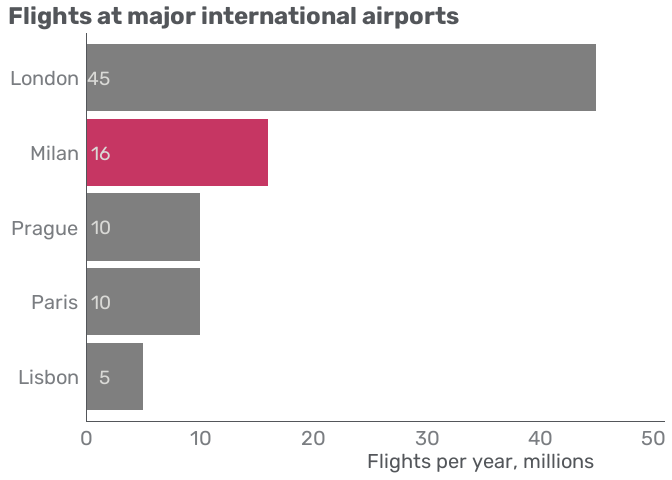 Flights at major international airports
London 45
Milan 16
Prague 10
Paris 10
Lisbon 5
0 10 20 30 40 50
Flights per year, millions